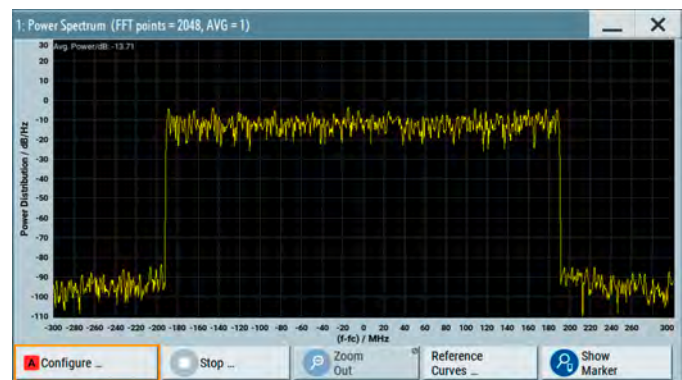 1: Power Spectrum (FFT points = 2048, AVG = 1)
30 Avg. Power/dB: -13.71
20
10
0
-10
-20
-30
-40
-50
-60
-70
-80
-90
-100
-110
Power Distribution / dB/Hz
-300 -280 -260 -240 -220 -200 -180 -160 -140 -120 -100 -80 -60 -40 -20 0 20 40 60 80 100 120 140 160 180 200 220 240 260 300
(f-fc) / MHz
A Configure ...
Stop ...
Zoom Out
Reference Curves ...
Show Marker